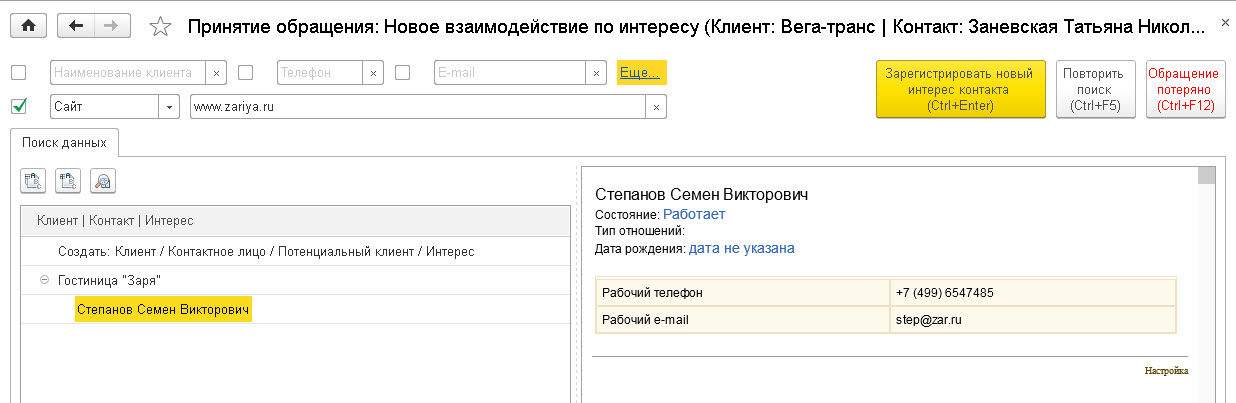 Принятие обращения: Новое взаимодействие по интересу (Клиент: Вега-транс | Контакт: Заневская Татьяна Никол...
Наименование клиента × Телефон × E-mail × Еще...
Сайт www.zariya.ru ×
Зарегистрировать новый интерес контакта (Ctrl+Enter)
Повторить поиск (Ctrl+F5)
Обращение потеряно (Ctrl+F12)
Поиск данных
Клиент | Контакт | Интерес
Создать: Клиент / Контактное лицо / Потенциальный клиент / Интерес
Гостиница "Заря"
Степанов Семен Викторович
Степанов Семен Викторович
Состояние: Работает
Тип отношений:
Дата рождения: дата не указана
Рабочий телефон +7 (499) 6547485
Рабочий e-mail step@zar.ru
Настройка